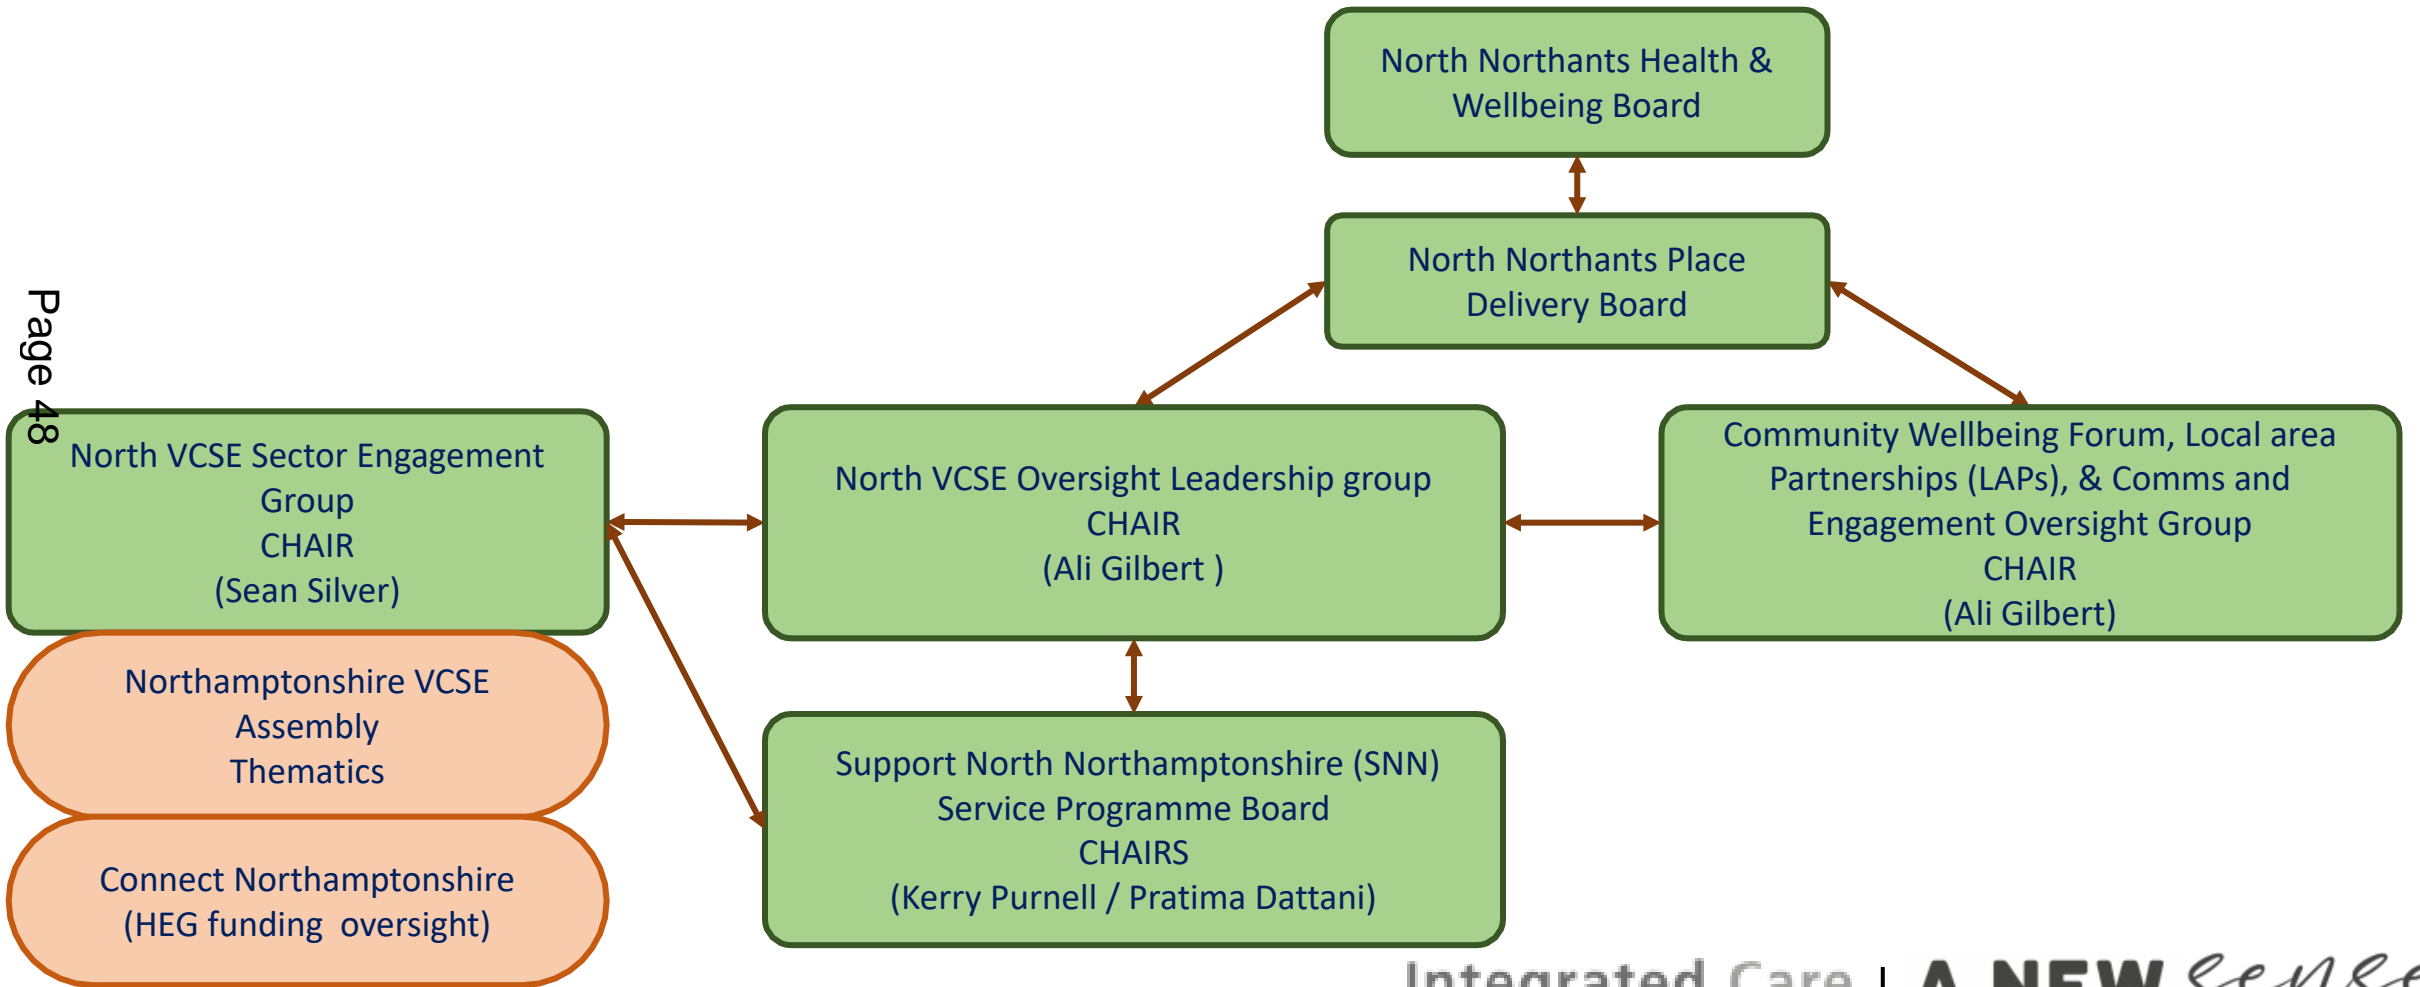 North Northants Health &
Wellbeing Board
North Northants Place
Delivery Board
Page 48
North VCSE Sector Engagement
Group
CHAIR
(Sean Silver)
North VCSE Oversight Leadership group
CHAIR
(Ali Gilbert )
Community Wellbeing Forum, Local area
Partnerships (LAPs), & Comms and
Engagement Oversight Group
CHAIR
(Ali Gilbert)
Northamptonshire VCSE
Assembly
Thematics
Connect Northamptonshire
(HEG funding oversight)
Support North Northamptonshire (SNN)
Service Programme Board
CHAIRS
(Kerry Purnell / Pratima Dattani)
Integrated Care | A NEW sense